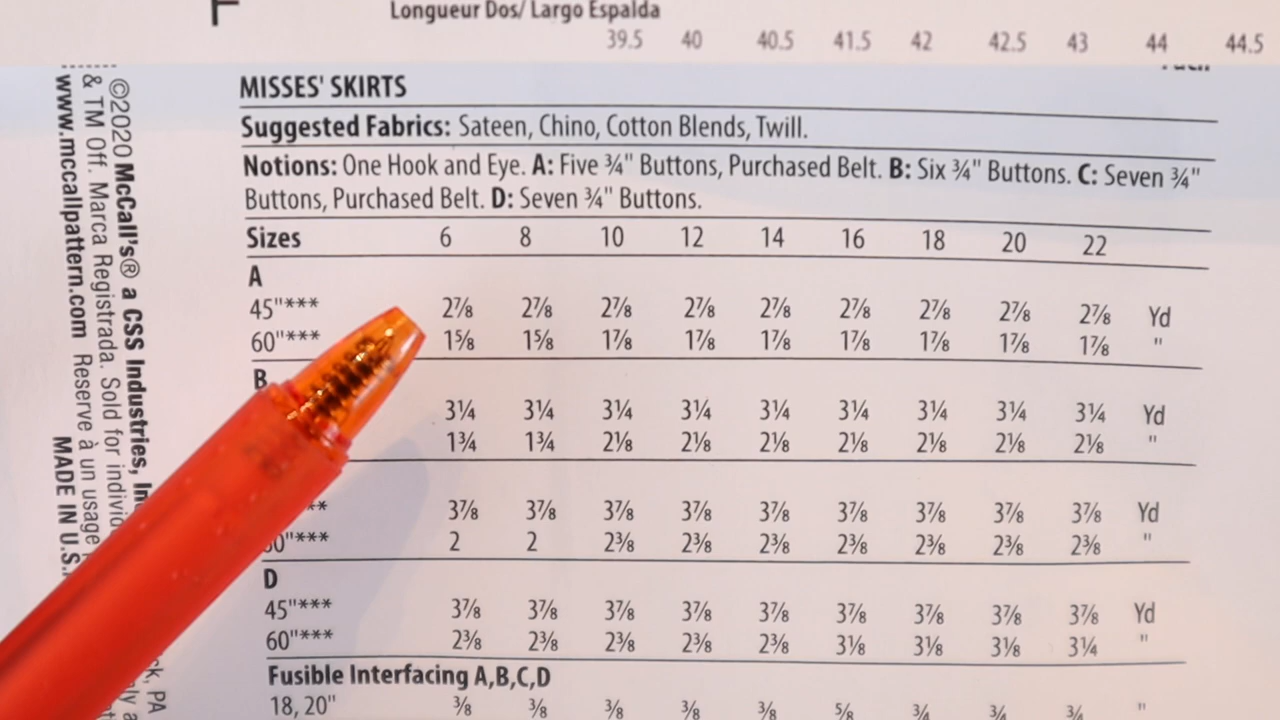 Longueur Dos/ Largo Espalda
39.5 40 40.5 41.5 42 42.5 43 44 44.5
MISSES' SKIRTS
Suggested Fabrics: Sateen, Chino, Cotton Blends, Twill.
Notions: One Hook and Eye. A: Five ¾" Buttons, Purchased Belt. B: Six ¾" Buttons. C: Seven ¾"
Buttons, Purchased Belt. D: Seven ¾" Buttons.
Sizes 6 8 10 12 14 16 18 20 22
A
45"*** 2⅞ 2⅞ 2⅞ 2⅞ 2⅞ 2⅞ 2⅞ 2⅞ 2⅞ Yd
60"*** 1⅝ 1⅝ 1⅞ 1⅞ 1⅞ 1⅞ 1⅞ 1⅞ 1⅞ "
B
3¼ 3¼ 3¼ 3¼ 3¼ 3¼ 3¼ 3¼ 3¼ Yd
1¾ 1¾ 2⅛ 2⅛ 2⅛ 2⅛ 2⅛ 2⅛ 2⅛ "
** 3⅞ 3⅞ 3⅞ 3⅞ 3⅞ 3⅞ 3⅞ 3⅞ 3⅞ Yd
0"*** 2 2 2⅜ 2⅜ 2⅜ 2⅜ 2⅜ 2⅜ 2⅜ "
D
45"*** 3⅞ 3⅞ 3⅞ 3⅞ 3⅞ 3⅞ 3⅞ 3⅞ 3⅞ Yd
60"*** 2⅜ 2⅜ 2⅜ 2⅜ 2⅜ 3⅛ 3⅛ 3⅛ 3¼ "
Fusible Interfacing A,B,C,D
18, 20" ⅜ ⅜ ⅜ ⅜ ⅜ ⅝ ¾ ¾ ¾ "
©2020 McCall's® a CSS Industries,
& TM Off. Marca Registrada. Sold for
www.mccallpattern.com Reserve à un usage
MADE IN U.S.
PA